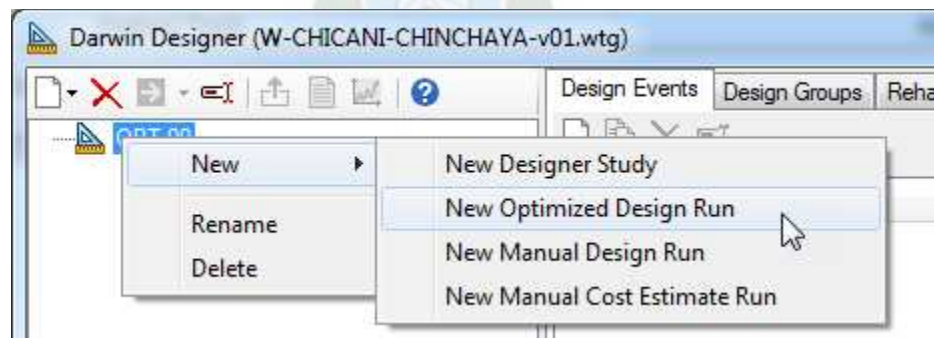 Darwin Designer (W-CHICANI-CHINCHAYA-v01.wtg)
Design Events Design Groups Reha
New
Rename
Delete
New Designer Study
New Optimized Design Run
New Manual Design Run
New Manual Cost Estimate Run